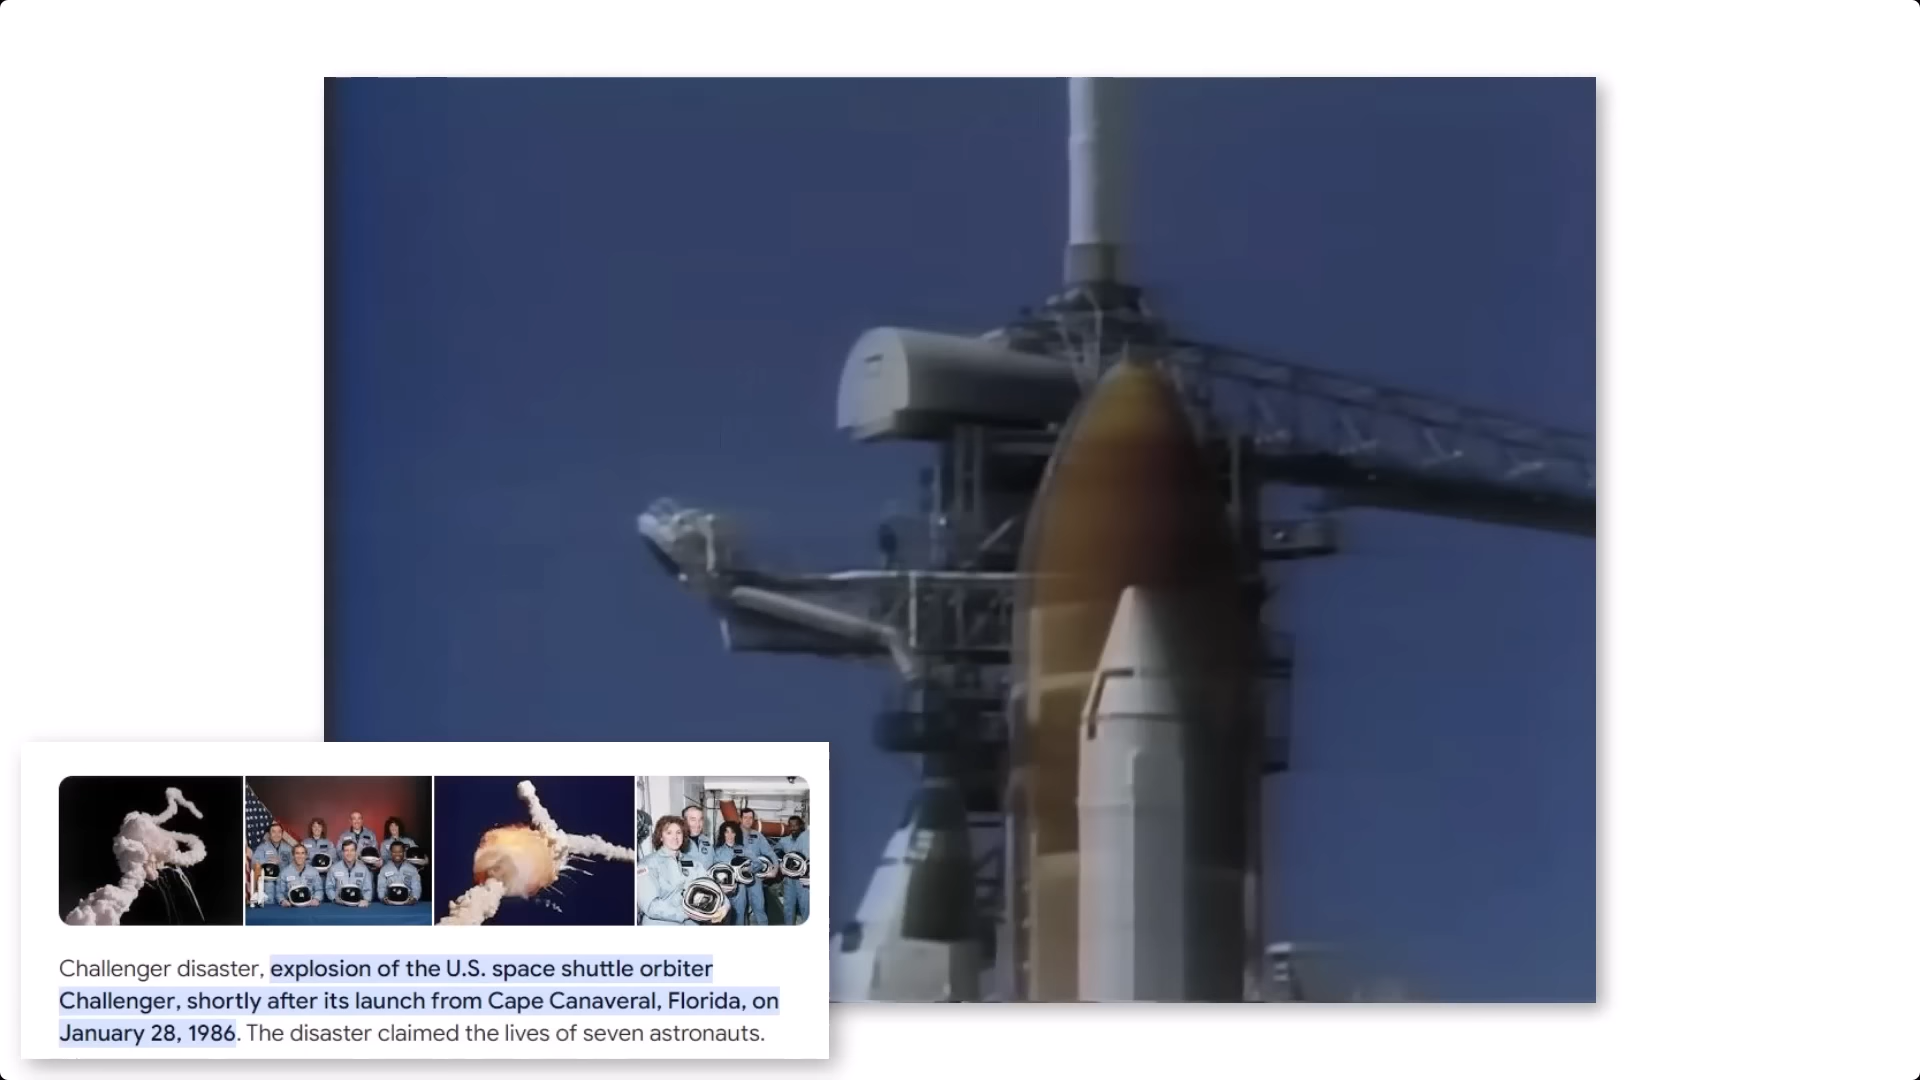 Challenger disaster, explosion of the U.S. space shuttle orbiter
Challenger, shortly after its launch from Cape Canaveral, Florida, on
January 28, 1986. The disaster claimed the lives of seven astronauts.